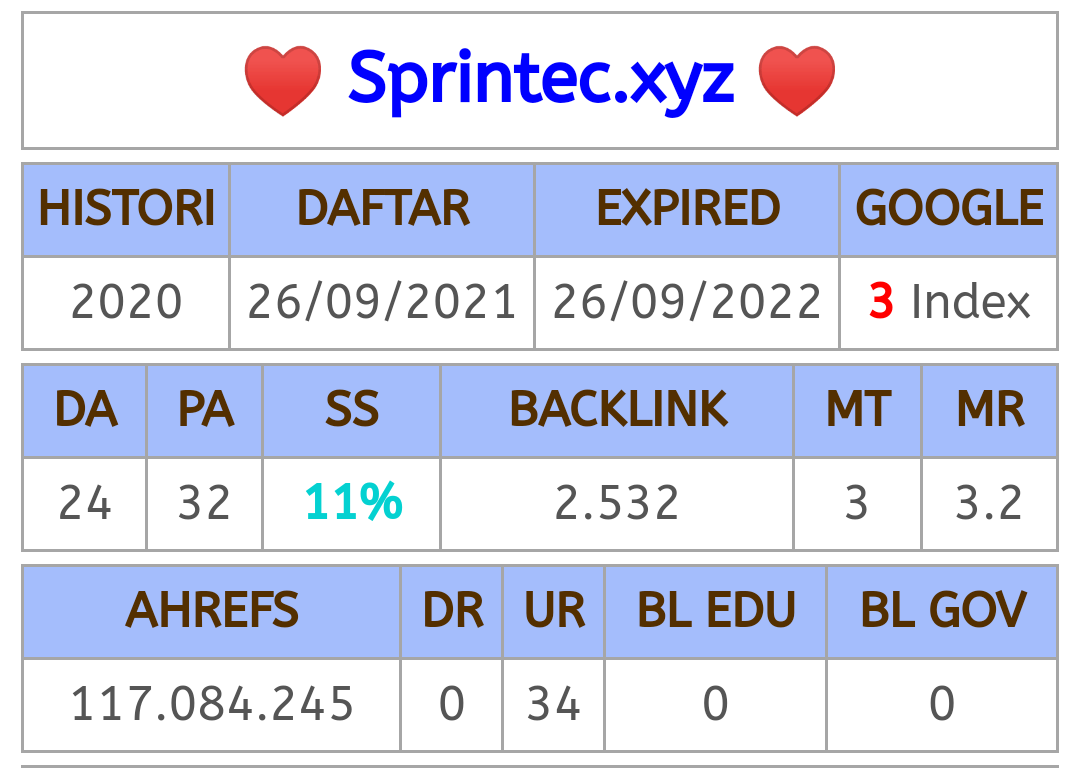 Sprintec.xyz
HISTORI DAFTAR EXPIRED GOOGLE
2020 26/09/2021 26/09/2022 3 Index
DA PA SS BACKLINK MT MR
24 32 11% 2.532 3 3.2
AHREFS DR UR BL EDU BL GOV
117.084.245 0 34 0 0